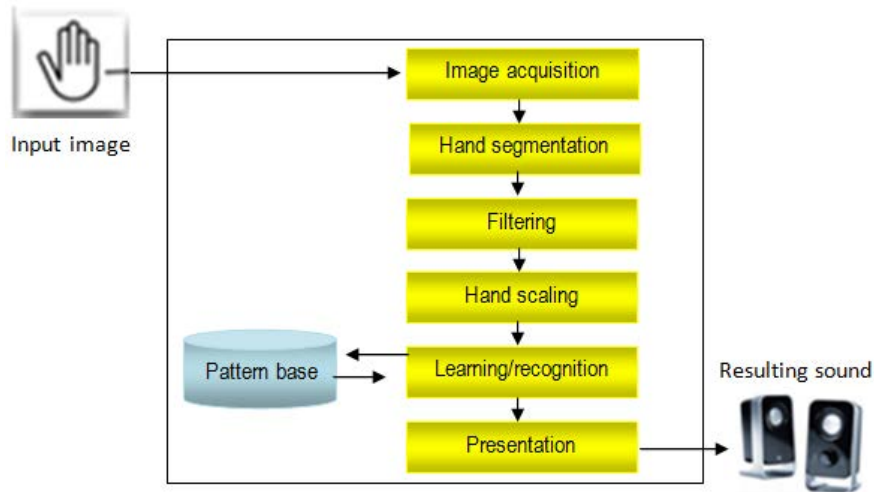 Input image
Image acquisition
Hand segmentation
Filtering
Hand scaling
Pattern base
Learning/recognition
Presentation
Resulting sound